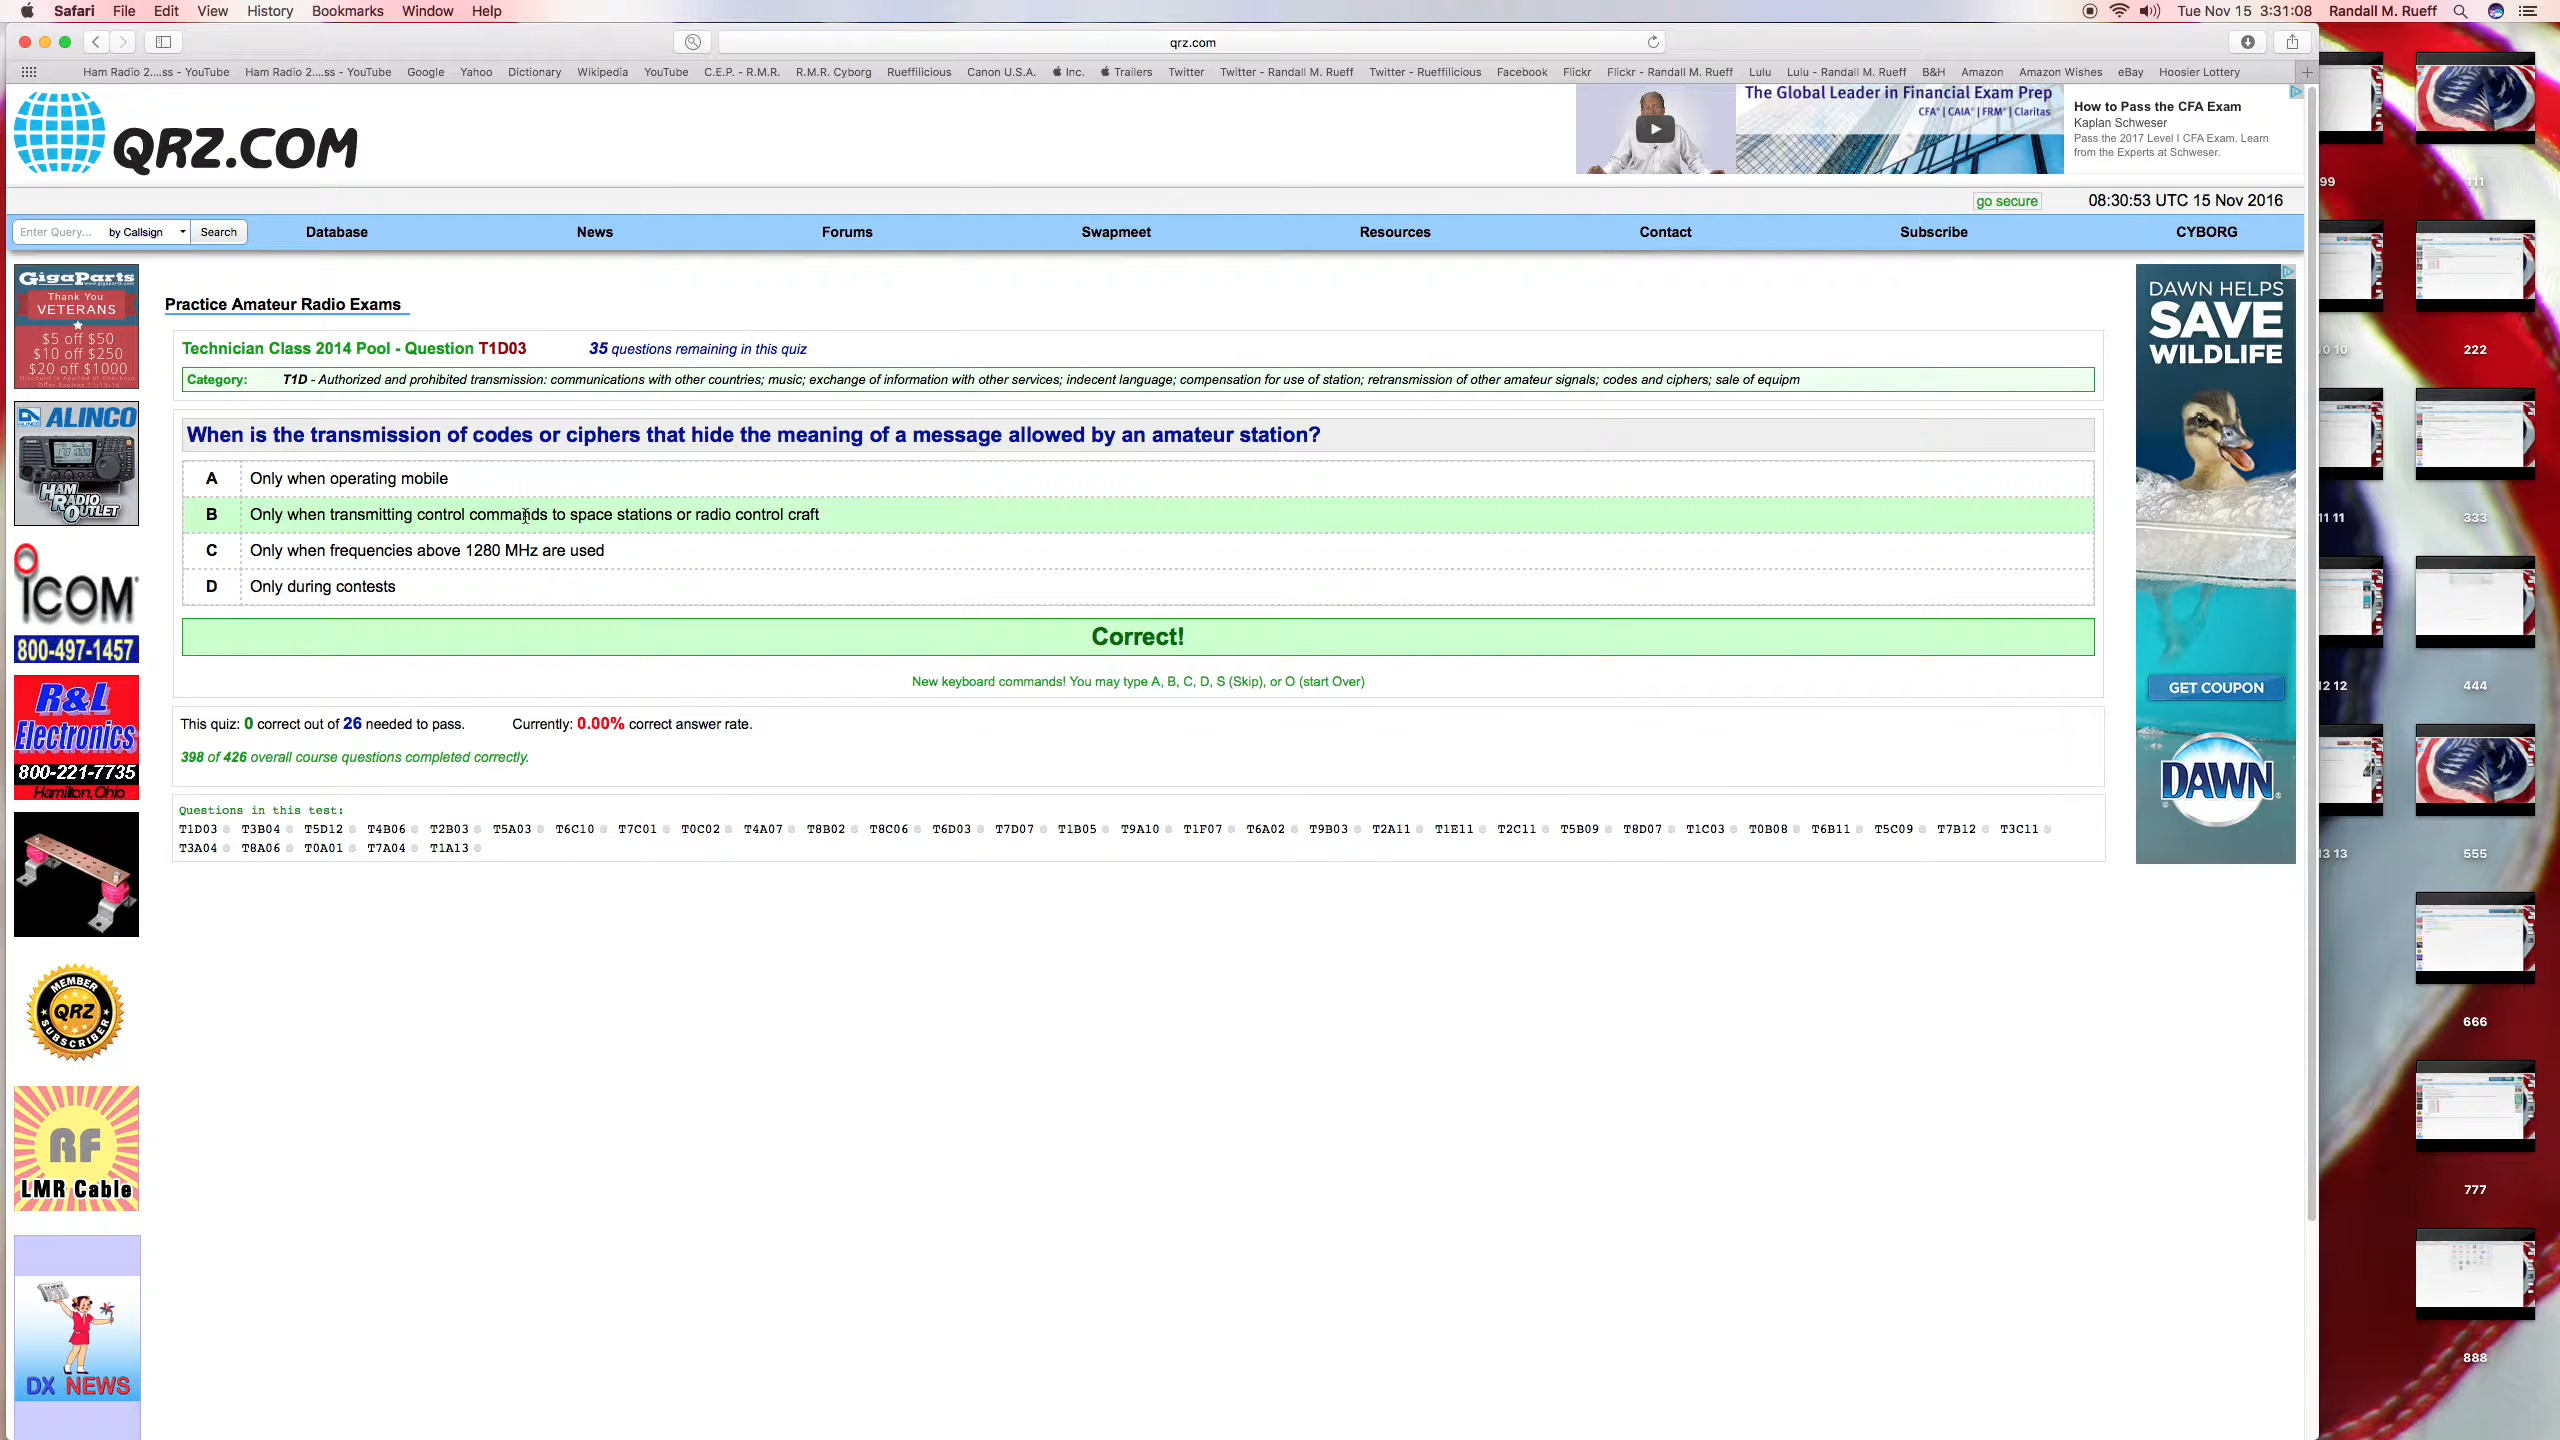 Safari File Edit View History Bookmarks Window Help
Tue Nov 15 3:31:08 Randall M. Rueff
qrz.com
Ham Radio 2....ss - YouTube Ham Radio 2....ss - YouTube Google Yahoo Dictionary Wikipedia YouTube C.E.P. - R.M.R. R.M.R. Cyborg Rueffilicious Canon U.S.A. Inc. Trailers Twitter Twitter - Randall M. Rueff Twitter - Rueffilicious Facebook Flickr Flickr - Randall M. Rueff Lulu Lulu - Randall M. Rueff B&H Amazon Amazon Wishes eBay Hoosier Lottery
QRZ.COM
The Global Leader in Financial Exam Prep
CFA® | CAIA® | FRM® | Claritas
How to Pass the CFA Exam
Kaplan Schweser
Pass the 2017 Level I CFA Exam. Learn
from the Experts at Schweser.
go secure 08:30:53 UTC 15 Nov 2016
Enter Query... by Callsign Search Database News Forums Swapmeet Resources Contact Subscribe CYBORG
GigaParts
www.gigaparts.com
Thank You
VETERANS
$5 off $50
$10 off $250
$20 off $1000
ALINCO
HAM RADIO OUTLET
ICOM
800-497-1457
R&L
Electronics
800-221-7735
Hamilton, Ohio
MEMBER
QRZ
SUBSCRIBER
RF
LMR Cable
DX NEWS
Practice Amateur Radio Exams
Technician Class 2014 Pool - Question T1D03 35 questions remaining in this quiz
Category: T1D - Authorized and prohibited transmission: communications with other countries; music; exchange of information with other services; indecent language; compensation for use of station; retransmission of other amateur signals; codes and ciphers; sale of equipm
When is the transmission of codes or ciphers that hide the meaning of a message allowed by an amateur station?
A Only when operating mobile
B Only when transmitting control commands to space stations or radio control craft
C Only when frequencies above 1280 MHz are used
D Only during contests
Correct!
New keyboard commands! You may type A, B, C, D, S (Skip), or O (start Over)
This quiz: 0 correct out of 26 needed to pass. Currently: 0.00% correct answer rate.
398 of 426 overall course questions completed correctly.
Questions in this test:
T1D03 T3B04 T5D12 T4B06 T2B03 T5A03 T6C10 T7C01 T0C02 T4A07 T8B02 T8C06 T6D03 T7D07 T1B05 T9A10 T1F07 T6A02 T9B03 T2A11 T1E11 T2C11 T5B09 T8D07 T1C03 T0B08 T6B11 T5C09 T7B12 T3C11
T3A04 T8A06 T0A01 T7A04 T1A13
DAWN HELPS
SAVE
WILDLIFE
GET COUPON
DAWN
99 111
0 10 222
11 11 333
12 12 444
13 13 555
666
777
888